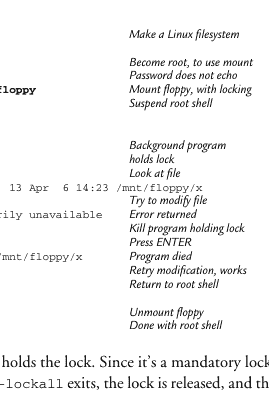 Make a Linux filesystem
Become root, to use mount
Password does not echo
floppy Mount floppy, with locking
Suspend root shell
Background program
holds lock
Look at file
13 Apr 6 14:23 /mnt/floppy/x
Try to modify file
rily unavailable Error returned
Kill program holding lock
Press ENTER
/mnt/floppy/x Program died
Retry modification, works
Return to root shell
Unmount floppy
Done with root shell
holds the lock. Since it's a mandatory lock
-lockall exits, the lock is released, and th